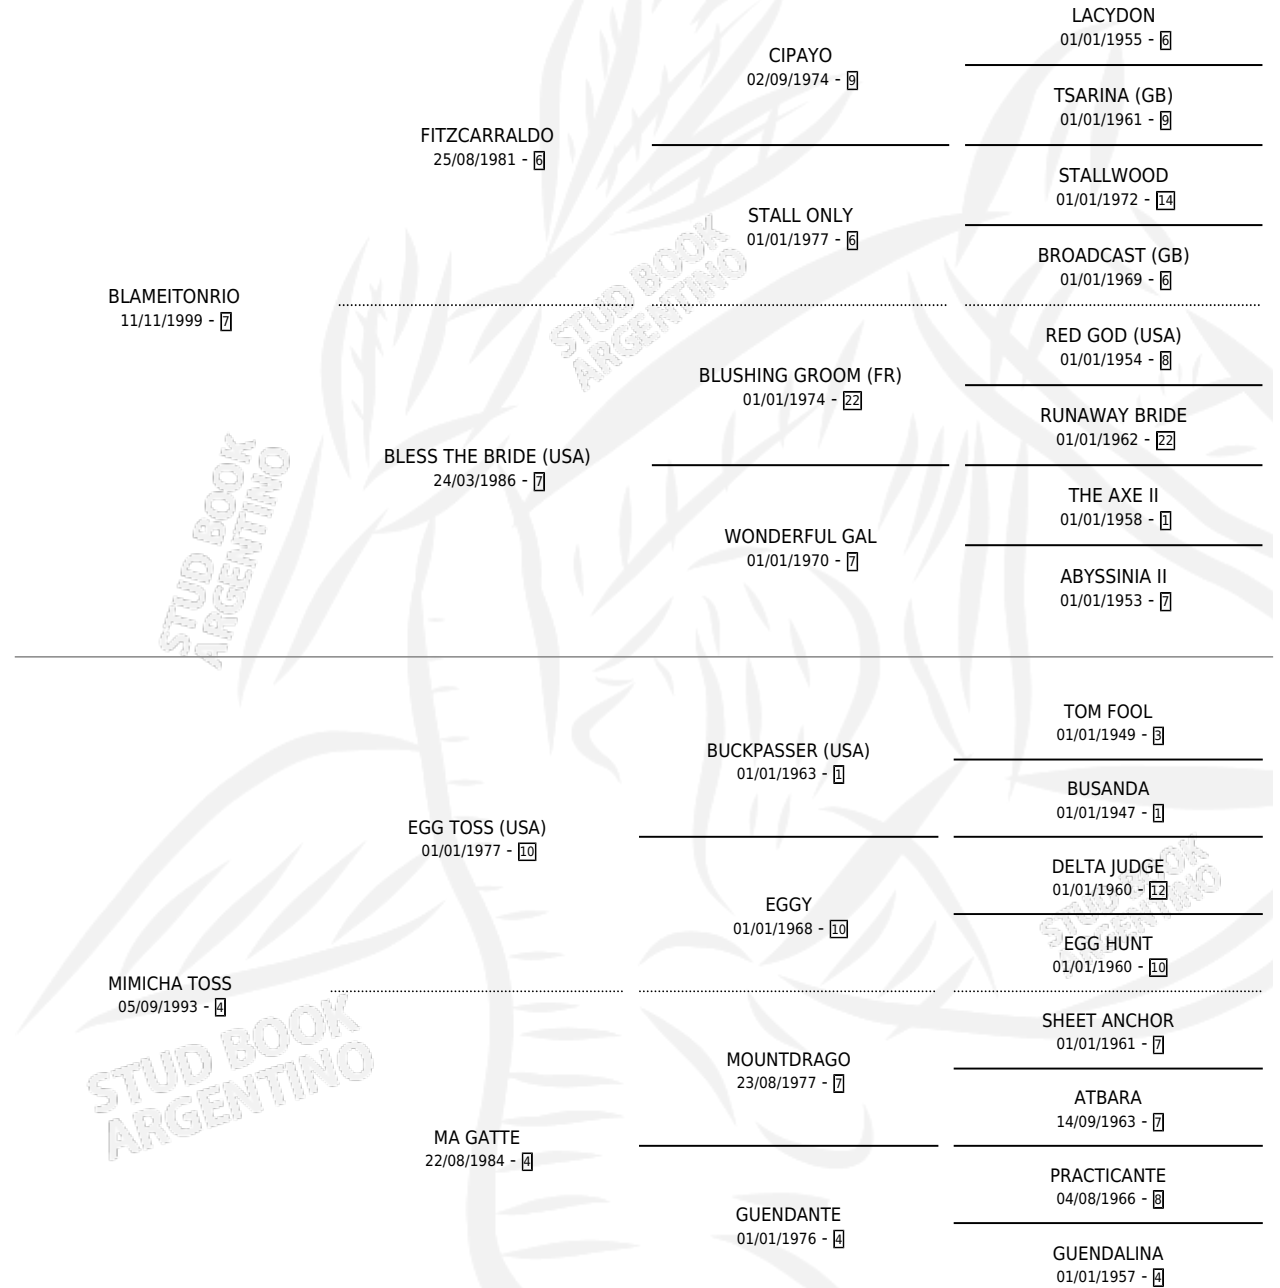 LACYDON
01/01/1955 - 6
CIPAYO
02/09/1974 - 9
TSARINA (GB)
01/01/1961 - 9
FITZCARRALDO
25/08/1981 - 6
STALLWOOD
01/01/1972 - 14
STALL ONLY
01/01/1977 - 6
BROADCAST (GB)
01/01/1969 - 6
BLAMEITONRIO
11/11/1999 - 7
STUD BOOK
ARGENTINO
RED GOD (USA)
01/01/1954 - 8
BLUSHING GROOM (FR)
01/01/1974 - 22
RUNAWAY BRIDE
01/01/1962 - 22
BLESS THE BRIDE (USA)
24/03/1986 - 7
THE AXE II
01/01/1958 - 1
WONDERFUL GAL
01/01/1970 - 7
ABYSSINIA II
01/01/1953 - 7
STUD BOOK
ARGENTINO
TOM FOOL
01/01/1949 - 3
BUCKPASSER (USA)
01/01/1963 - 1
BUSANDA
01/01/1947 - 1
EGG TOSS (USA)
01/01/1977 - 10
DELTA JUDGE
01/01/1960 - 12
EGGY
01/01/1968 - 10
STUD BOOK
ARGENTINO
EGG HUNT
01/01/1960 - 10
MIMICHA TOSS
05/09/1993 - 4
STUD BOOK
ARGENTINO
SHEET ANCHOR
01/01/1961 - 7
MOUNTDRAGO
23/08/1977 - 7
ATBARA
14/09/1963 - 7
MA GATTE
22/08/1984 - 4
PRACTICANTE
04/08/1966 - 8
GUENDANTE
01/01/1976 - 4
GUENDALINA
01/01/1957 - 4